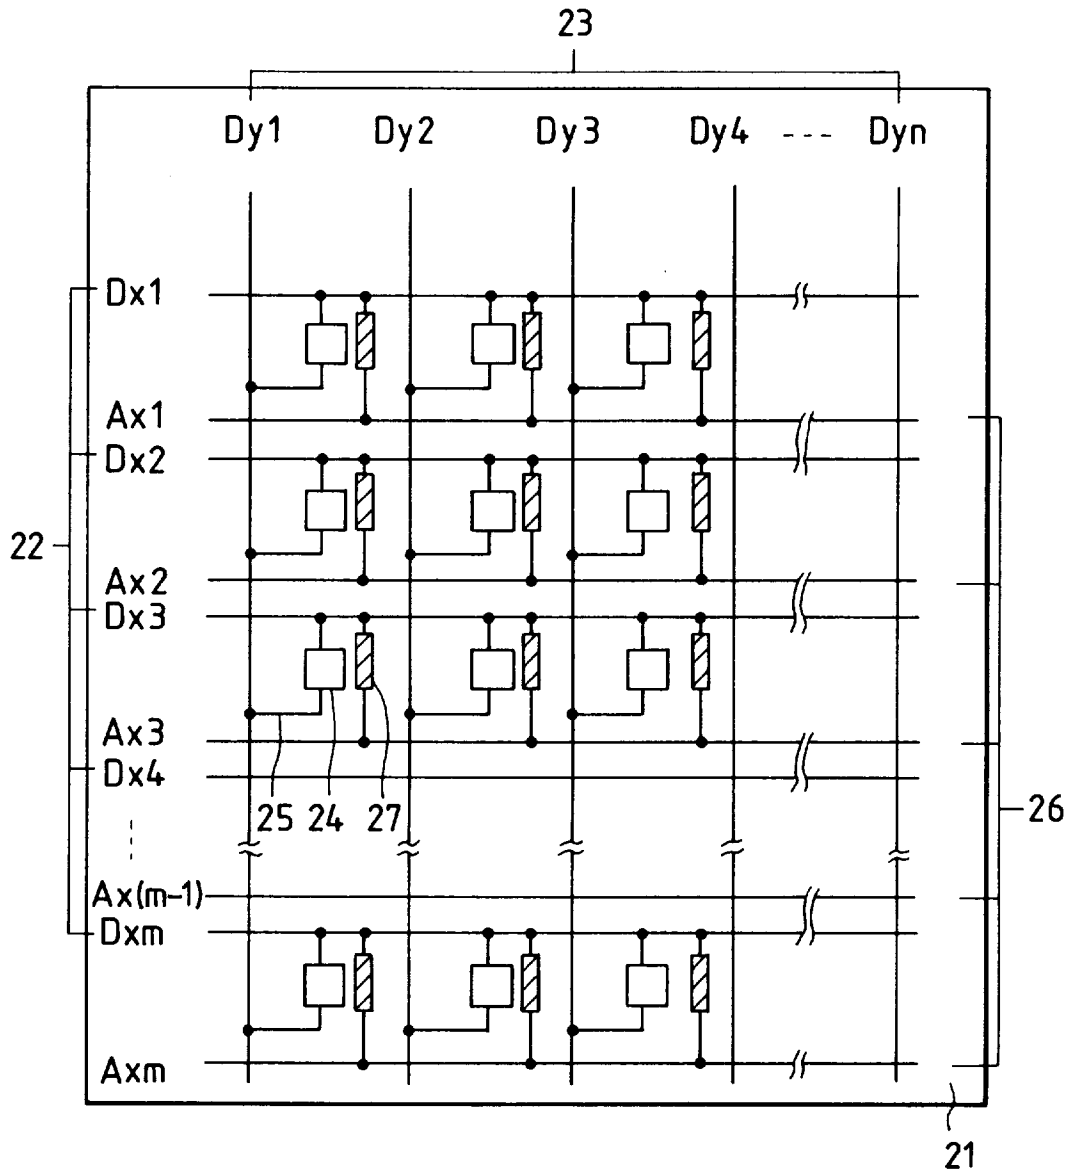 23
Dy1 Dy2 Dy3 Dy4 --- Dyn
Dx1
Ax1
Dx2
22
Ax2
Dx3
Ax3
Dx4
25 24 27
26
Ax(m-1)
Dxm
Axm
21